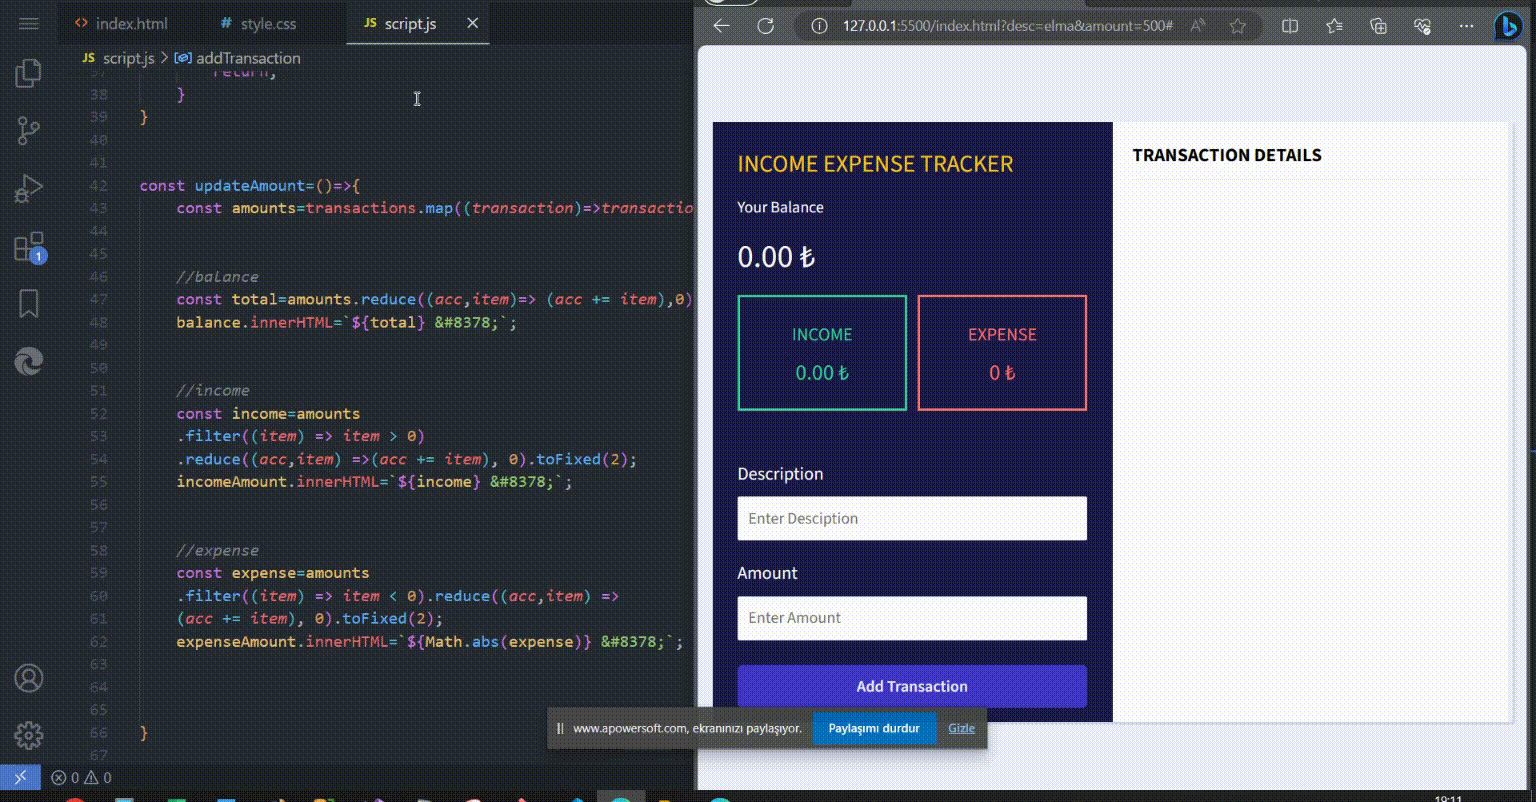 index.html
style.css
script.js
script.js > addTransaction
127.0.0.1:5500/index.html?desc=elma&amount=500#
37 return;
38 }
39 }
40
41
42 const updateAmount=()=>{
43 const amounts=transactions.map((transaction)=>transactio
44
45
46 //balance
47 const total=amounts.reduce((acc,item)=> (acc += item),0)
48 balance.innerHTML=`${total} &#8378;`;
49
50
51 //income
52 const income=amounts
53 .filter((item) => item > 0)
54 .reduce((acc,item) =>(acc += item), 0).toFixed(2);
55 incomeAmount.innerHTML=`${income} &#8378;`;
56
57
58 //expense
59 const expense=amounts
60 .filter((item) => item < 0).reduce((acc,item) =>
61 (acc += item), 0).toFixed(2);
62 expenseAmount.innerHTML=`${Math.abs(expense)} &#8378;`;
63
64
65
66 }
67
1
0 0
INCOME EXPENSE TRACKER
Your Balance
0.00 ₺
INCOME
0.00 ₺
EXPENSE
0 ₺
Description
Enter Desciption
Amount
Enter Amount
Add Transaction
TRANSACTION DETAILS
www.apowersoft.com, ekranınızı paylaşıyor.
Paylaşımı durdur
Gizle
19:11